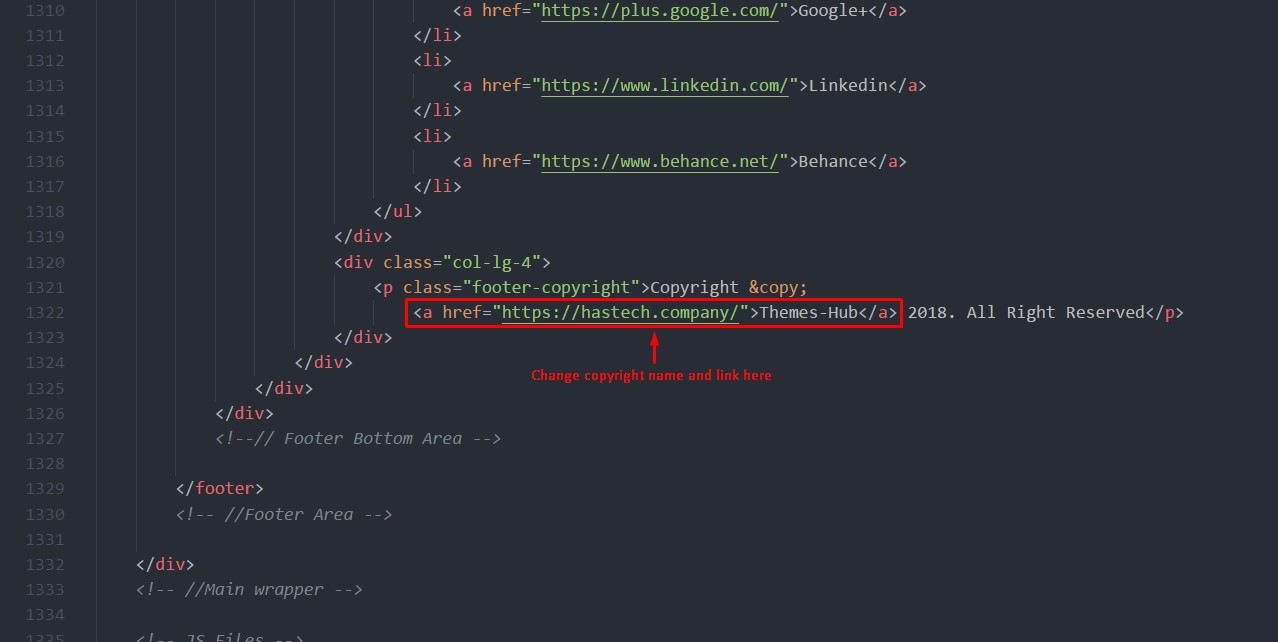 1310 <a href="https://plus.google.com/">Google+</a>
1311 </li>
1312 <li>
1313 <a href="https://www.linkedin.com/">Linkedin</a>
1314 </li>
1315 <li>
1316 <a href="https://www.behance.net/">Behance</a>
1317 </li>
1318 </ul>
1319 </div>
1320 <div class="col-lg-4">
1321 <p class="footer-copyright">Copyright &copy;
1322 <a href="https://hastech.company/">Themes-Hub</a> 2018. All Right Reserved</p>
1323 </div>
1324 </div>
Change copyright name and link here
1325 </div>
1326 </div>
1327 <!--// Footer Bottom Area -->
1328
1329 </footer>
1330 <!-- //Footer Area -->
1331
1332 </div>
1333 <!-- //Main wrapper -->
1334
1335 <!-- JS Files -->